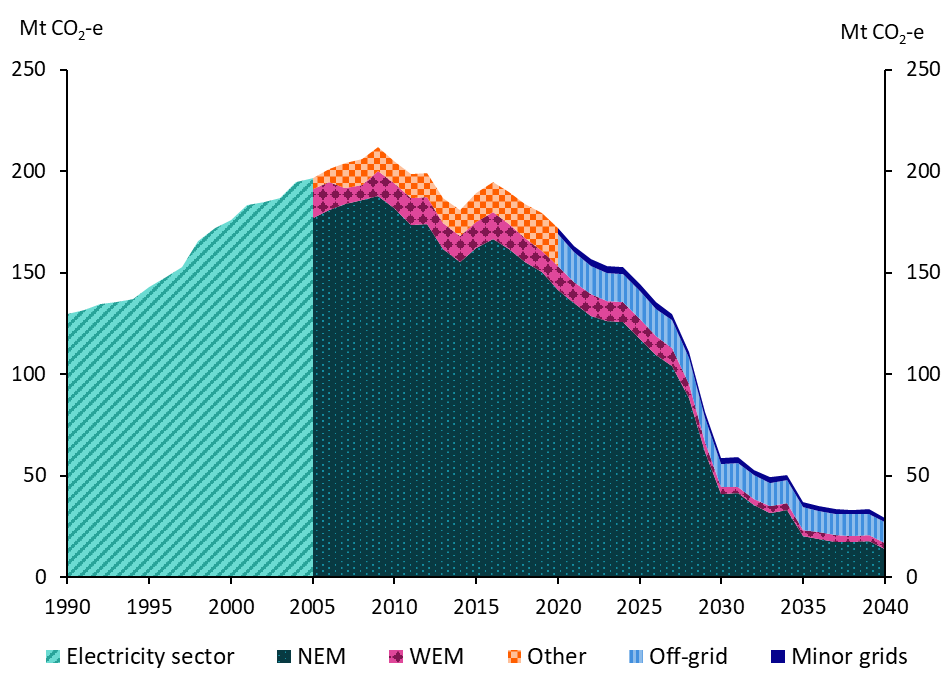 Mt CO₂-e Mt CO₂-e
250 250
200 200
150 150
100 100
50 50
0 0
1990 1995 2000 2005 2010 2015 2020 2025 2030 2035 2040
Electricity sector NEM WEM Other Off-grid Minor grids